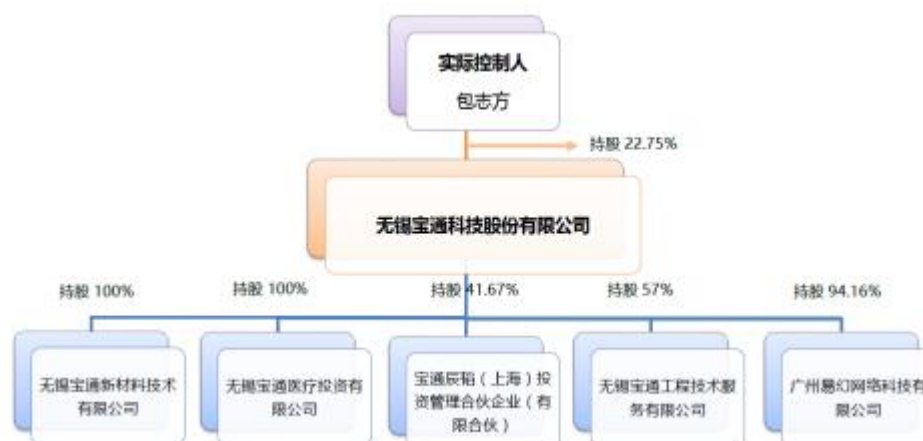 实际控制人
包志方
持股 22.75%
无锡宝通科技股份有限公司
持股 100%
持股 100%
持股 41.67%
持股 57%
持股 94.16%
无锡宝通新材料技术
有限公司
无锡宝通医疗投资有
限公司
宝通辰韬（上海）投
资管理合伙企业（有
限合伙）
无锡宝通工程技术服
务有限公司
广州易幻网络科技有
限公司